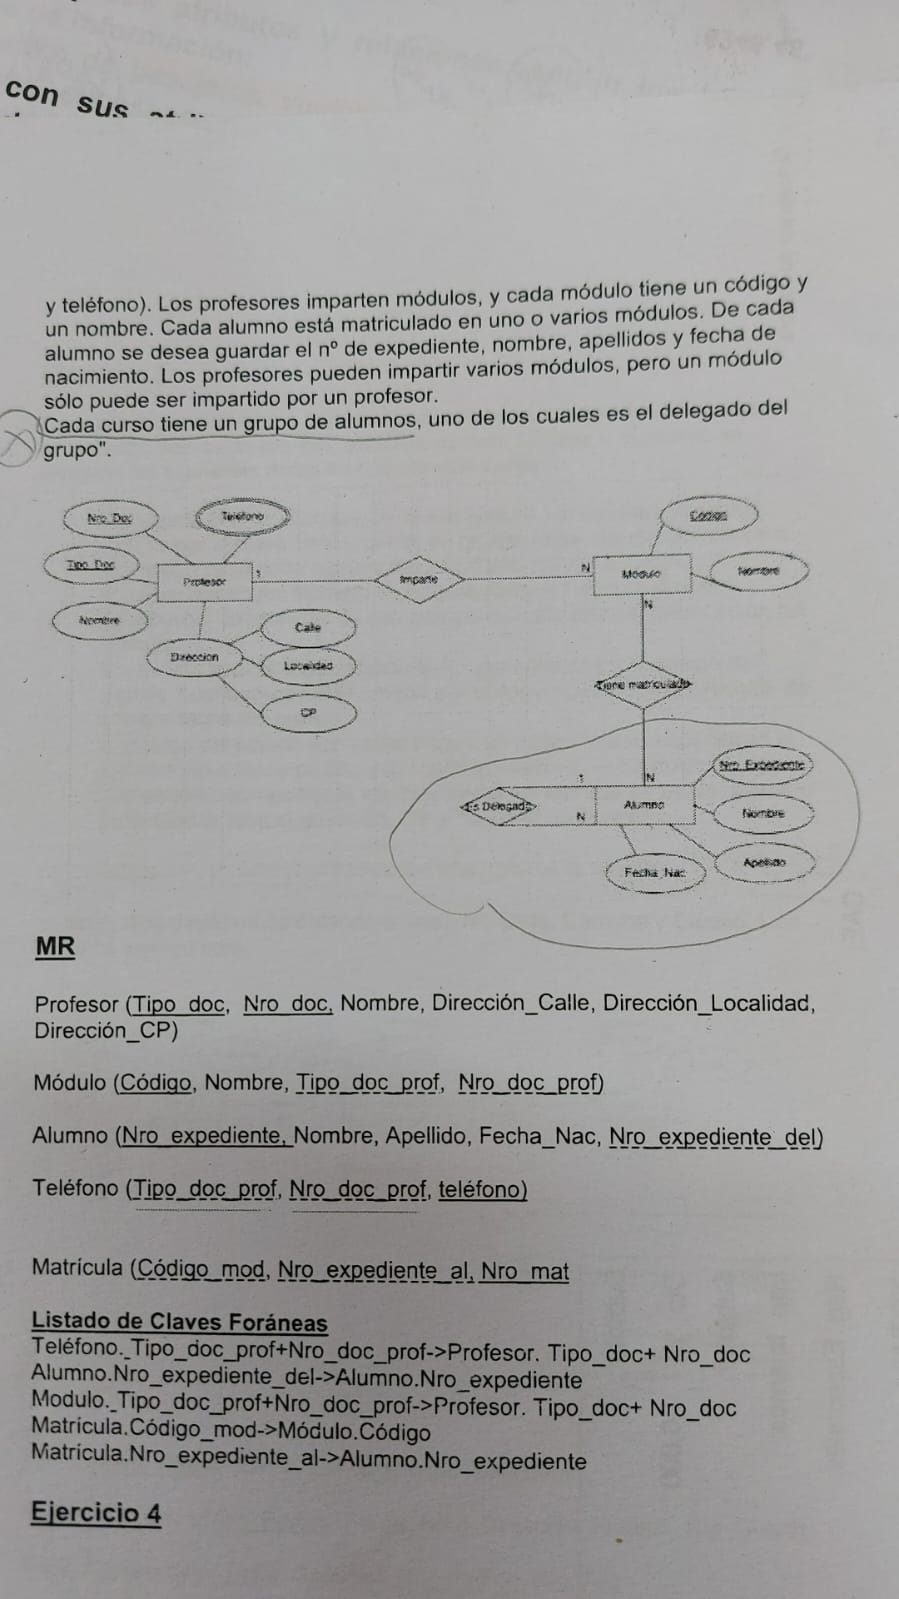 con sus
y teléfono). Los profesores imparten módulos, y cada módulo tiene un código y
un nombre. Cada alumno está matriculado en uno o varios módulos. De cada
alumno se desea guardar el nº de expediente, nombre, apellidos y fecha de
nacimiento. Los profesores pueden impartir varios módulos, pero un módulo
sólo puede ser impartido por un profesor.
Cada curso tiene un grupo de alumnos, uno de los cuales es el delegado del
grupo".
Nro_Doc
Teléfono
Código
Tipo_Doc
Profesor
1
Imparte
N
Módulo
Nombre
Nombre
N
Calle
Dirección
Localidad
CP
Tiene matriculado
N
Nro_Expediente
1
Es Delegado
N
Alumno
Nombre
Fecha_Nac
Apellido
MR
Profesor (Tipo_doc, Nro_doc, Nombre, Dirección_Calle, Dirección_Localidad,
Dirección_CP)
Módulo (Código, Nombre, Tipo_doc_prof, Nro_doc_prof)
Alumno (Nro_expediente, Nombre, Apellido, Fecha_Nac, Nro_expediente_del)
Teléfono (Tipo_doc_prof, Nro_doc_prof, teléfono)
Matrícula (Código_mod, Nro_expediente_al, Nro_mat
Listado de Claves Foráneas
Teléfono._Tipo_doc_prof+Nro_doc_prof->Profesor. Tipo_doc+ Nro_doc
Alumno.Nro_expediente_del->Alumno.Nro_expediente
Modulo._Tipo_doc_prof+Nro_doc_prof->Profesor. Tipo_doc+ Nro_doc
Matrícula.Código_mod->Módulo.Código
Matrícula.Nro_expediente_al->Alumno.Nro_expediente
Ejercicio 4